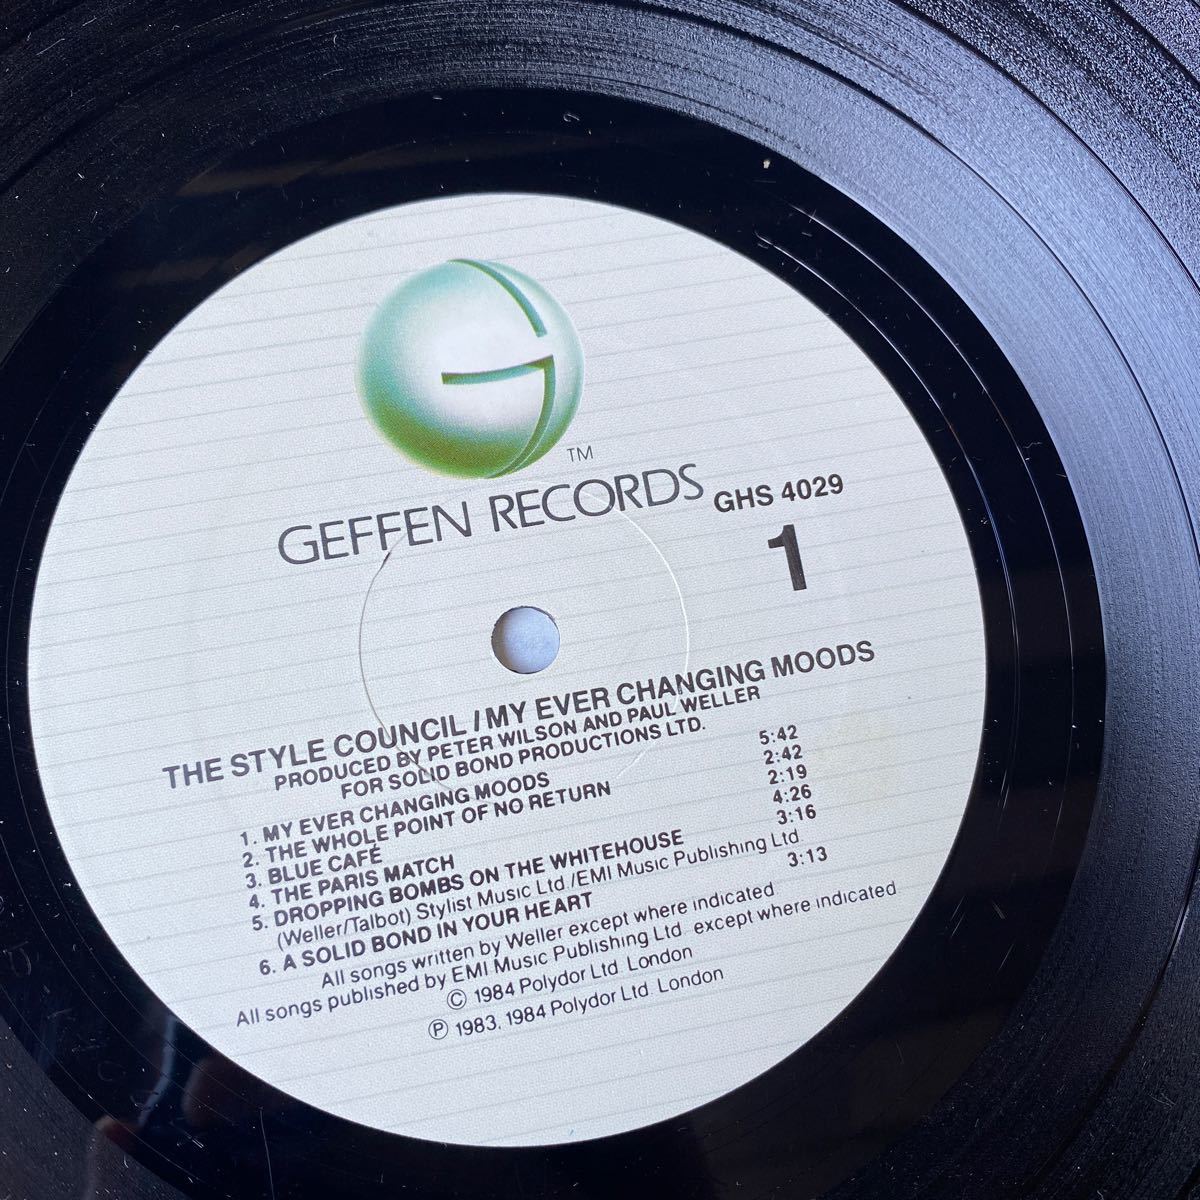 TM
GEFFEN RECORDS
GHS 4029
1
THE STYLE COUNCIL / MY EVER CHANGING MOODS
PRODUCED BY PETER WILSON AND PAUL WELLER
FOR SOLID BOND PRODUCTIONS LTD.
1. MY EVER CHANGING MOODS 5:42
2. THE WHOLE POINT OF NO RETURN 2:42
3. BLUE CAFÉ 2:19
4. THE PARIS MATCH 4:26
5. DROPPING BOMBS ON THE WHITEHOUSE 3:16
(Weller/Talbot) Stylist Music Ltd /EMI Music Publishing Ltd
6. A SOLID BOND IN YOUR HEART 3:13
All songs written by Weller except where indicated
All songs published by EMI Music Publishing Ltd except where indicated
© 1984 Polydor Ltd London
℗ 1983, 1984 Polydor Ltd London